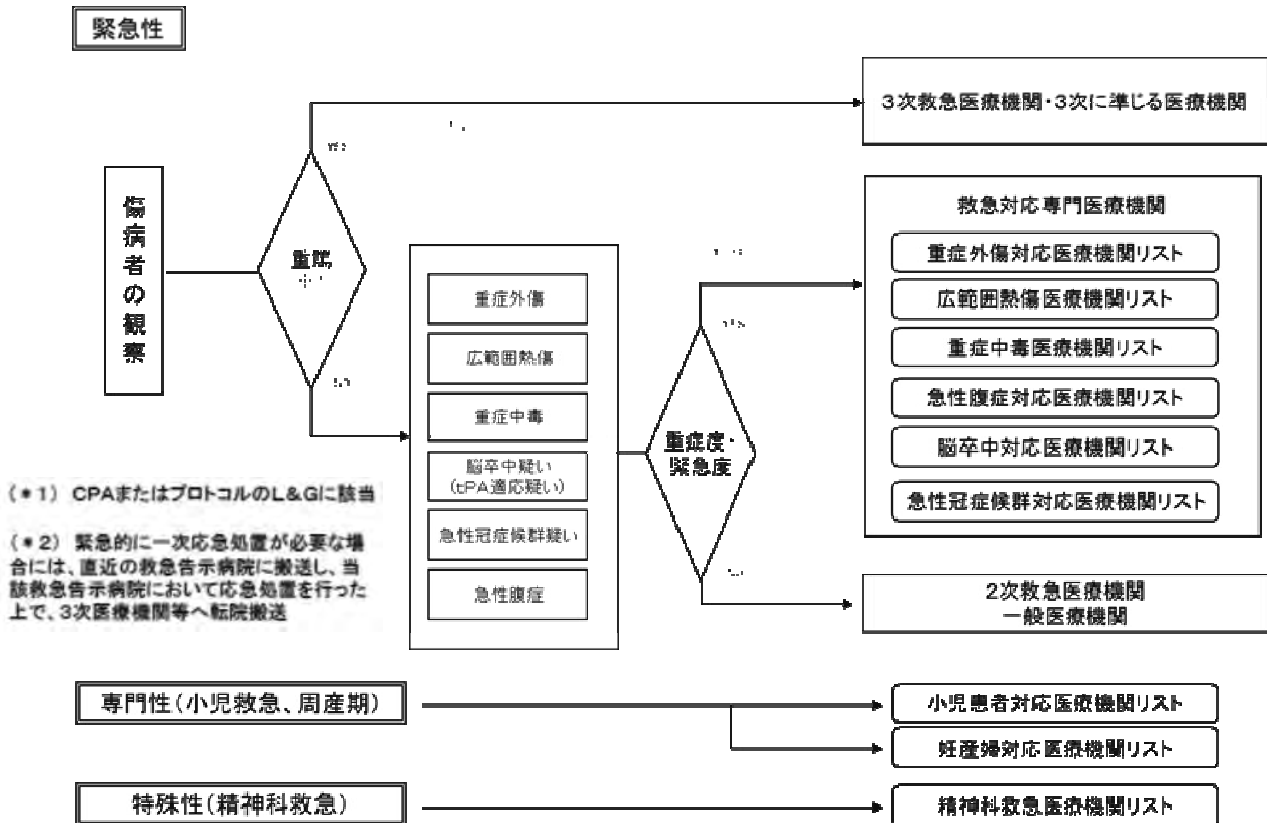 緊急性
3次救急医療機関・3次に準じる医療機関
傷病者の観察
重篤
救急対応専門医療機関
重症外傷対応医療機関リスト
広範囲熱傷医療機関リスト
重症中毒医療機関リスト
急性腹症対応医療機関リスト
脳卒中対応医療機関リスト
急性冠症候群対応医療機関リスト
重症外傷
広範囲熱傷
重症中毒
脳卒中疑い
(tPA適応疑い)
急性冠症候群疑い
急性腹症
重症度・
緊急度
(*1) CPAまたはプロトコルのL&Gに該当
(*2) 緊急的に一次応急処置が必要な場
合には、直近の救急告示病院に搬送し、当
該救急告示病院において応急処置を行った
上で、3次医療機関等へ転院搬送
2次救急医療機関
一般医療機関
専門性(小児救急、周産期)
小児患者対応医療機関リスト
妊産婦対応医療機関リスト
特殊性(精神科救急)
精神科救急医療機関リスト